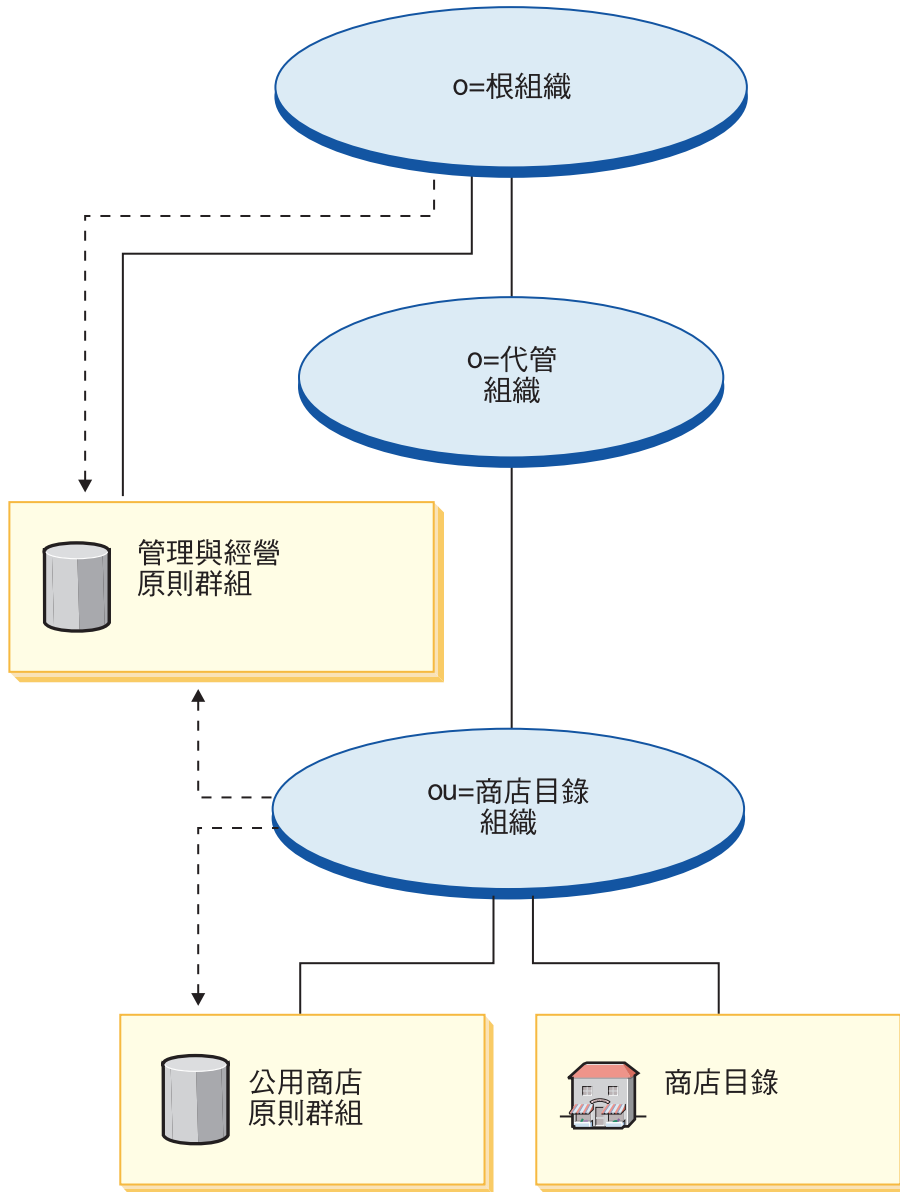 o=根組織
o=代管
組織
管理與經營
原則群組
ou=商店目錄
組織
公用商店
原則群組
商店目錄